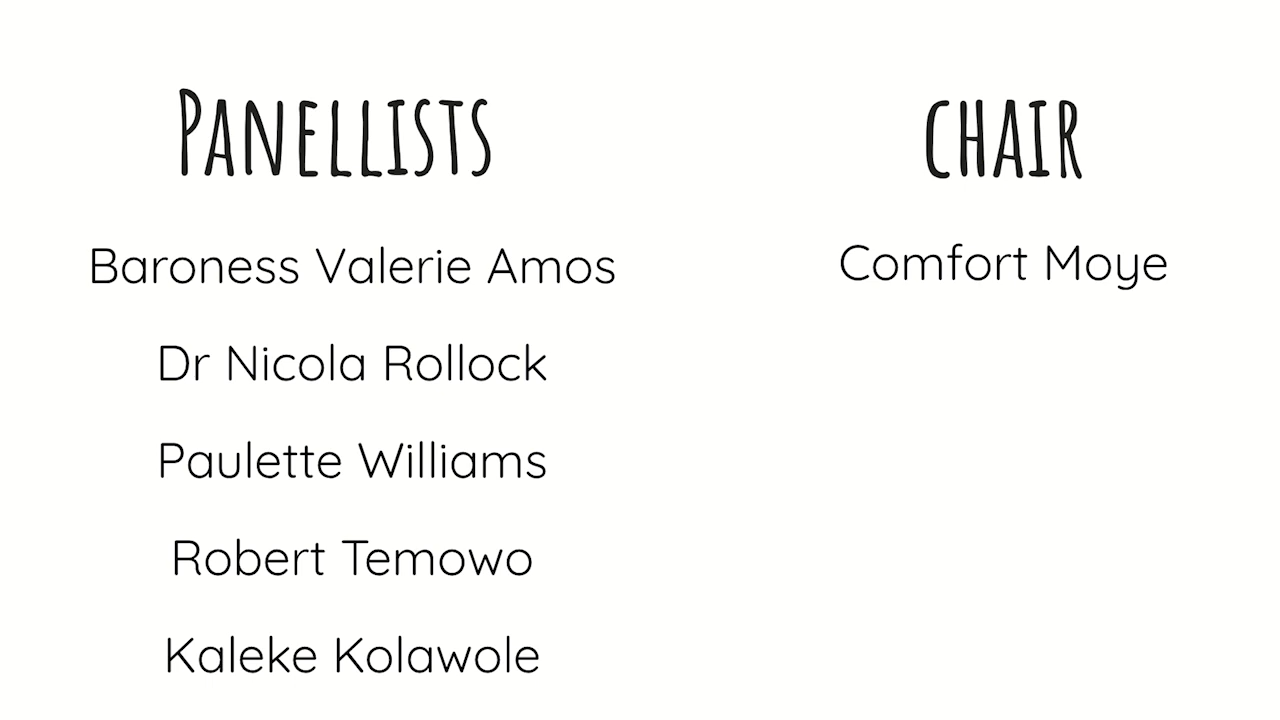 Panellists
Baroness Valerie Amos
Dr Nicola Rollock
Paulette Williams
Robert Temowo
Kaleke Kolawole
CHAIR
Comfort Moye